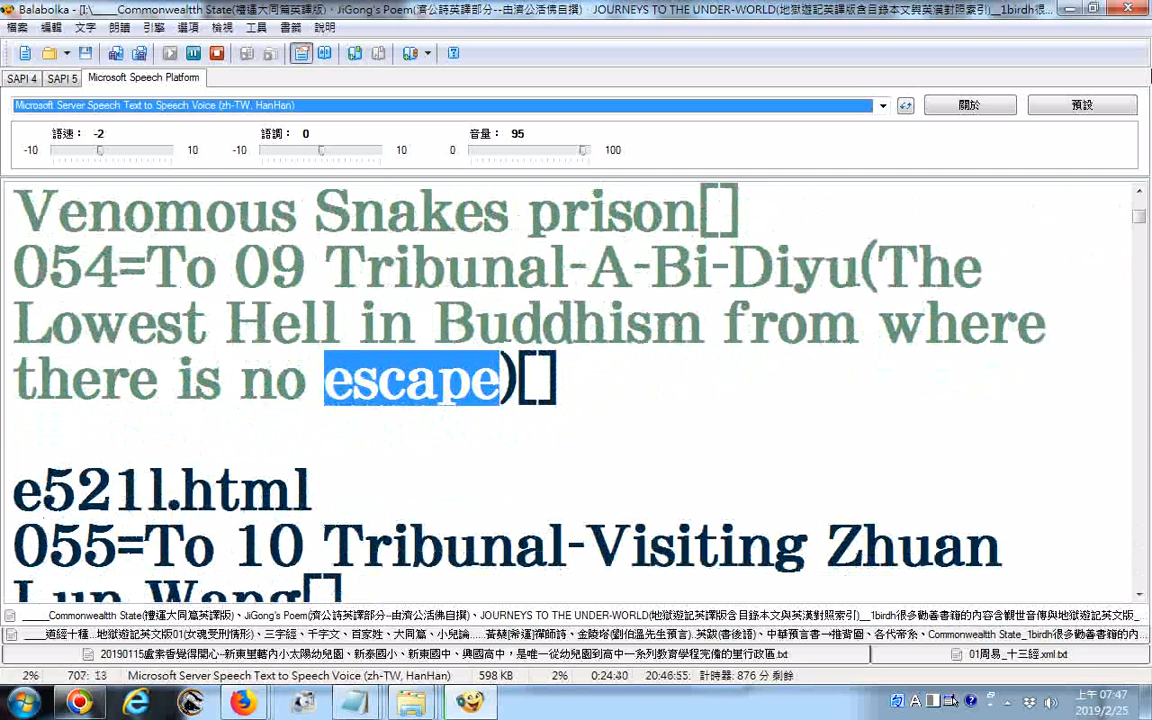 Balabolka - [I:\_____Commonwealtth State(禮運大同篇英譯版)、JiGong's Poem(濟公詩英譯部分--由濟公活佛自撰)、JOURNEYS TO THE UNDER-WORLD(地獄遊記英譯版含目錄本文與英漢對照索引)__1birdh很...
檔案 編輯 文字 朗讀 引擎 選項 檢視 工具 書籤 說明
SAPI 4 SAPI 5 Microsoft Speech Platform
Microsoft Server Speech Text to Speech Voice (zh-TW, HanHan)
關於 預設
語速： -2 語調： 0 音量： 95
-10 10 -10 10 0 100
Venomous Snakes prison[]
054=To 09 Tribunal-A-Bi-Diyu(The
Lowest Hell in Buddhism from where
there is no escape)[]
e521l.html
055=To 10 Tribunal-Visiting Zhuan
Lun Wang[]
_____Commonwealtth State(禮運大同篇英譯版)、JiGong's Poem(濟公詩英譯部分--由濟公活佛自撰)、JOURNEYS TO THE UNDER-WORLD(地獄遊記英譯版含目錄本文與英漢對照索引)__1birdh很多勸善書籍的內容含觀世音傳與地獄遊記英文版_
_____道經十種...地獄遊記英文版01(女魂受刑情形)、三字經、千字文、百家姓、大同篇、小兒論......黃蘗[希運]禪師詩、金陵塔(劉伯溫先生預言).英跋(書後語)、中華預言書一推背圖、各代帝系、Commonwealtth State_1birdh很多勸善書籍的內...
20190115盧素香覺得開心--新東里轄內小太陽幼兒園、新泰國小、新東國中、興國高中，是唯一從幼兒園到高中一系列教育學程完備的里行政區.txt 01周易_十三經.xml.txt
2% 707: 13 Microsoft Server Speech Text to Speech Voice (zh-TW, HanHan) 598 KB 2% 0:24:40 20:46:55. 計時器: 876 分 剩餘
A
上午 07:47
2019/2/25